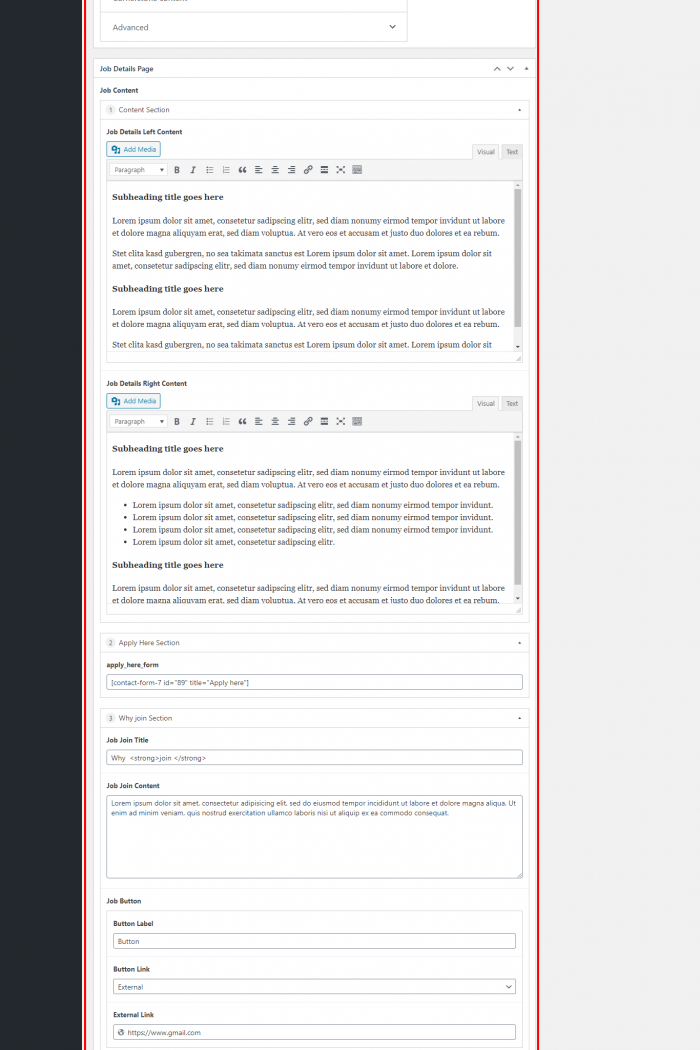 Advanced
Job Details Page
Job Content
1 Content Section
Job Details Left Content
Add Media
Visual Text
Paragraph
Subheading title goes here
Lorem ipsum dolor sit amet, consetetur sadipscing elitr, sed diam nonumy eirmod tempor invidunt ut labore
et dolore magna aliquyam erat, sed diam voluptua. At vero eos et accusam et justo duo dolores et ea rebum.
Stet clita kasd gubergren, no sea takimata sanctus est Lorem ipsum dolor sit amet. Lorem ipsum dolor sit
amet, consetetur sadipscing elitr, sed diam nonumy eirmod tempor invidunt ut labore et dolore.
Subheading title goes here
Lorem ipsum dolor sit amet, consetetur sadipscing elitr, sed diam nonumy eirmod tempor invidunt ut labore
et dolore magna aliquyam erat, sed diam voluptua. At vero eos et accusam et justo duo dolores et ea rebum.
Stet clita kasd gubergren, no sea takimata sanctus est Lorem ipsum dolor sit amet. Lorem ipsum dolor sit
Job Details Right Content
Add Media
Visual Text
Paragraph
Subheading title goes here
Lorem ipsum dolor sit amet, consetetur sadipscing elitr, sed diam nonumy eirmod tempor invidunt ut labore
et dolore magna aliquyam erat, sed diam voluptua. At vero eos et accusam et justo duo dolores et ea rebum.
• Lorem ipsum dolor sit amet, consetetur sadipscing elitr, sed diam nonumy eirmod tempor invidunt.
• Lorem ipsum dolor sit amet, consetetur sadipscing elitr, sed diam nonumy eirmod tempor invidunt.
• Lorem ipsum dolor sit amet, consetetur sadipscing elitr, sed diam nonumy eirmod tempor invidunt.
• Lorem ipsum dolor sit amet, consetetur sadipscing elitr.
Subheading title goes here
Lorem ipsum dolor sit amet, consetetur sadipscing elitr, sed diam nonumy eirmod tempor invidunt ut labore
et dolore magna aliquyam erat, sed diam voluptua. At vero eos et accusam et justo duo dolores et ea rebum.
2 Apply Here Section
apply_here_form
[contact-form-7 id="89" title="Apply here"]
3 Why join Section
Job Join Title
Why <strong>join </strong>
Job Join Content
Lorem ipsum dolor sit amet, consectetur adipisicing elit, sed do eiusmod tempor incididunt ut labore et dolore magna aliqua. Ut
enim ad minim veniam, quis nostrud exercitation ullamco laboris nisi ut aliquip ex ea commodo consequat.
Job Button
Button Label
Button
Button Link
External
External Link
https://www.gmail.com